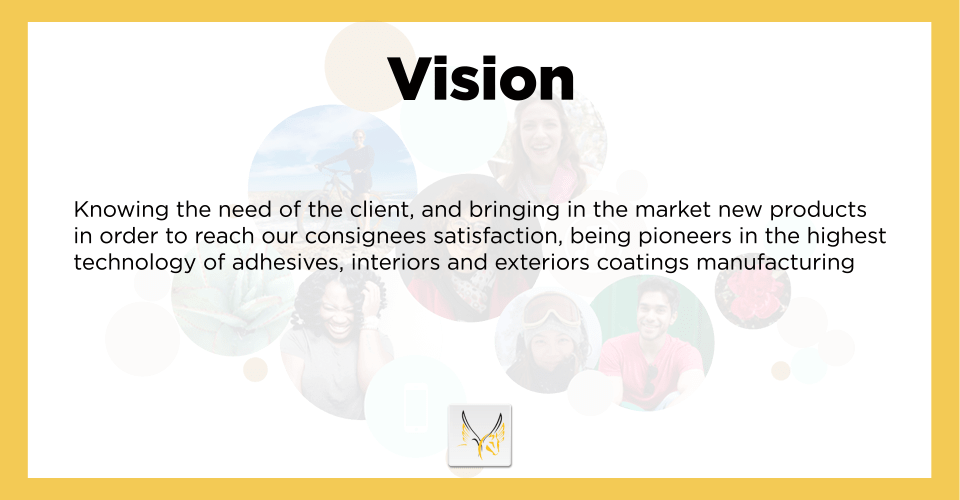 Vision
Knowing the need of the client, and bringing in the market new products
in order to reach our consignees satisfaction, being pioneers in the highest
technology of adhesives, interiors and exteriors coatings manufacturing